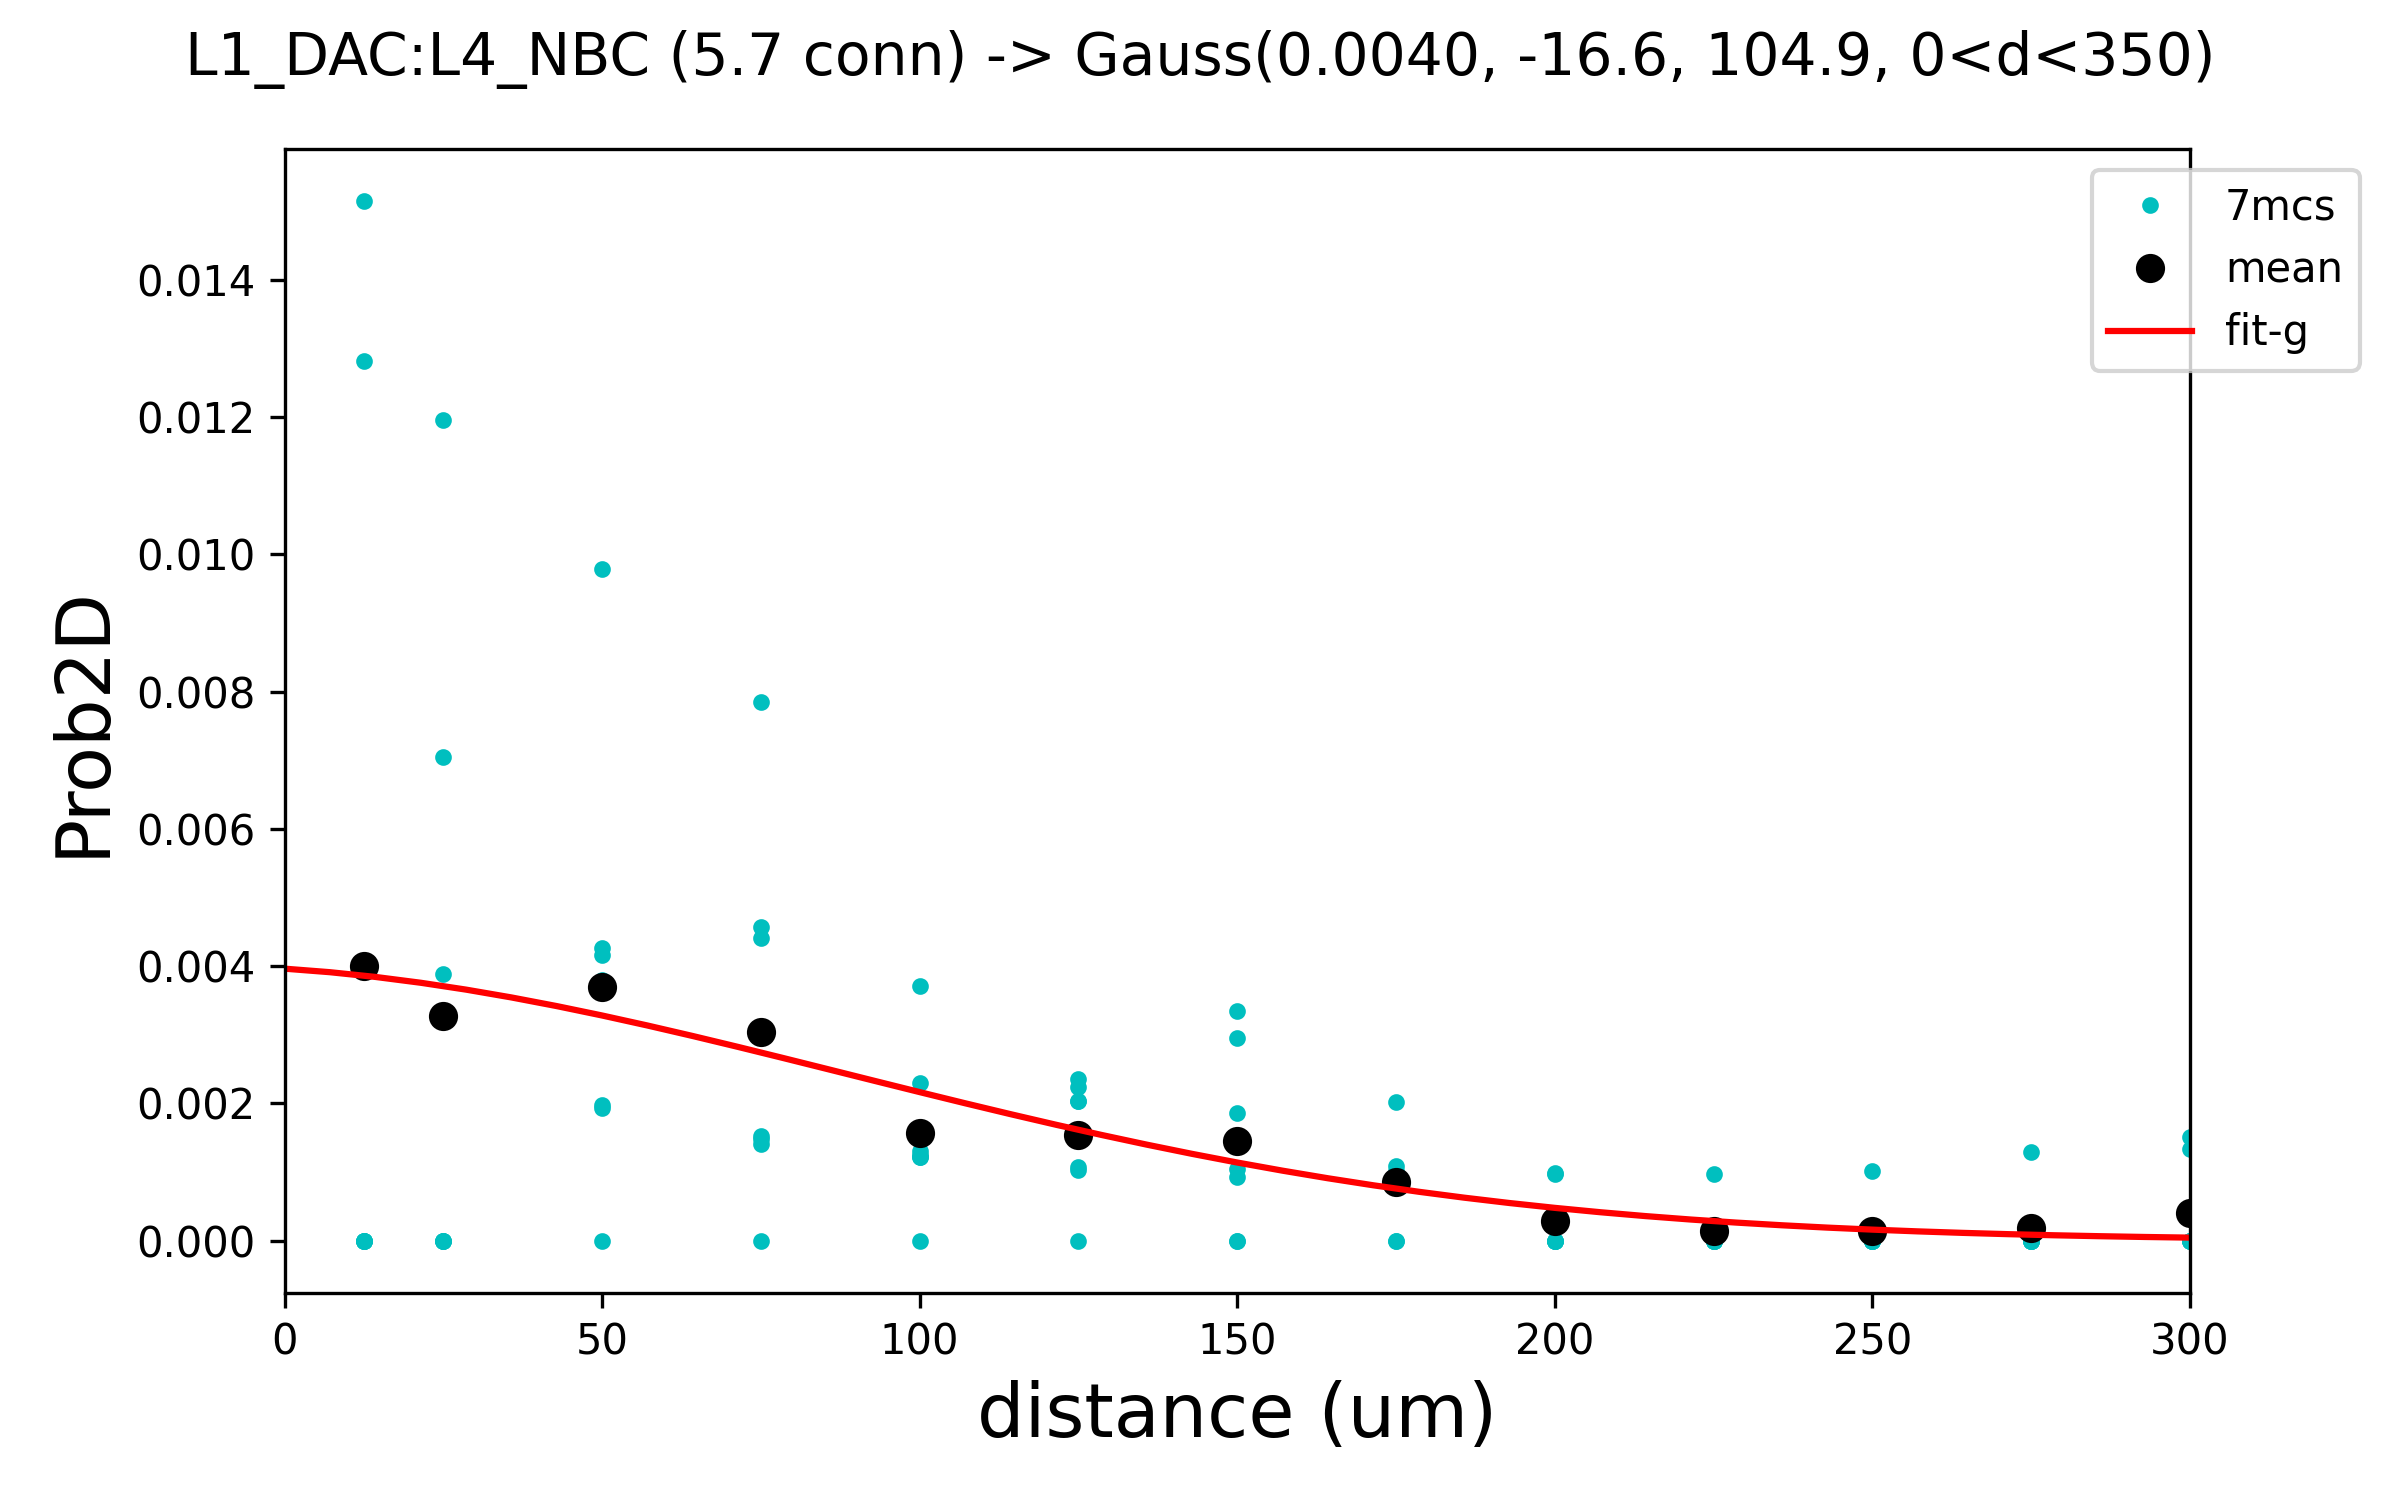 L1_DAC:L4_NBC (5.7 conn) -> Gauss(0.0040, -16.6, 104.9, 0<d<350)
7mcs
mean
fit-g
0.014
0.012
0.010
0.008
0.006
0.004
0.002
0.000
Prob2D
0 50 100 150 200 250 300
distance (um)